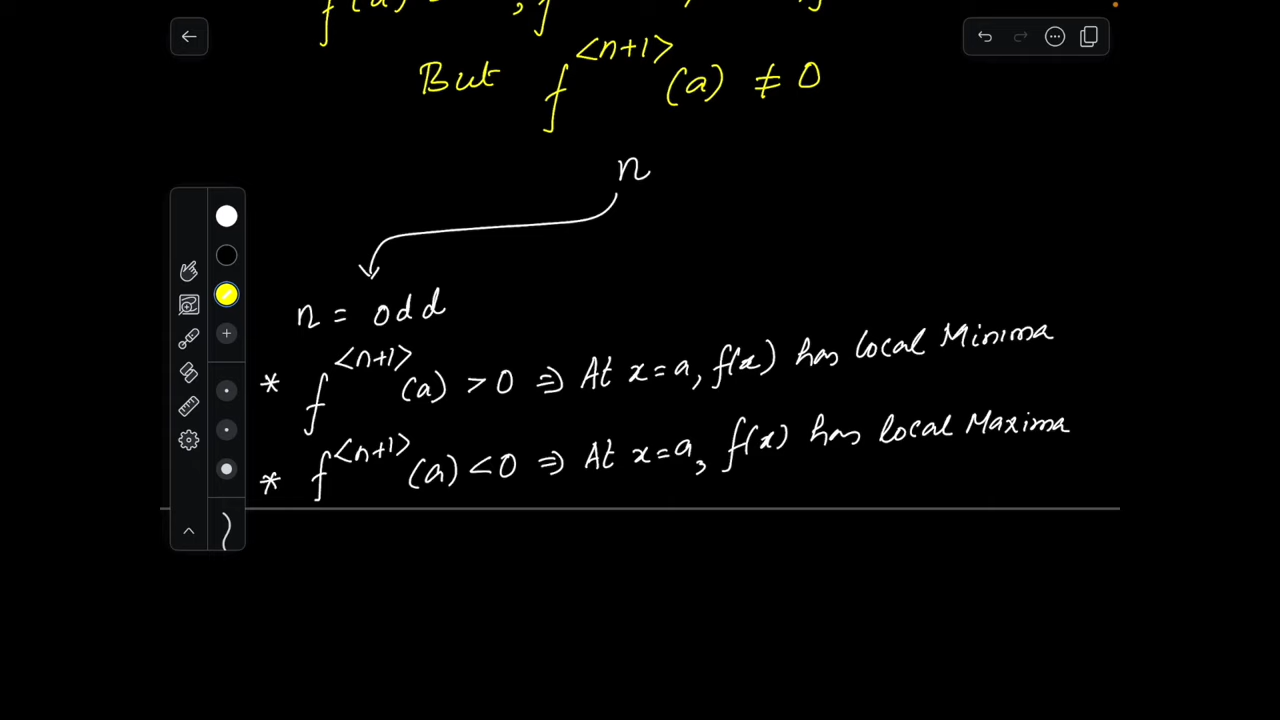 But f^<n+1> (a) ≠ 0
n
n = odd
* f^<n+1> (a) > 0 ⇒ At x = a, f(x) has local Minima
* f^<n+1> (a) < 0 ⇒ At x = a, f(x) has local Maxima